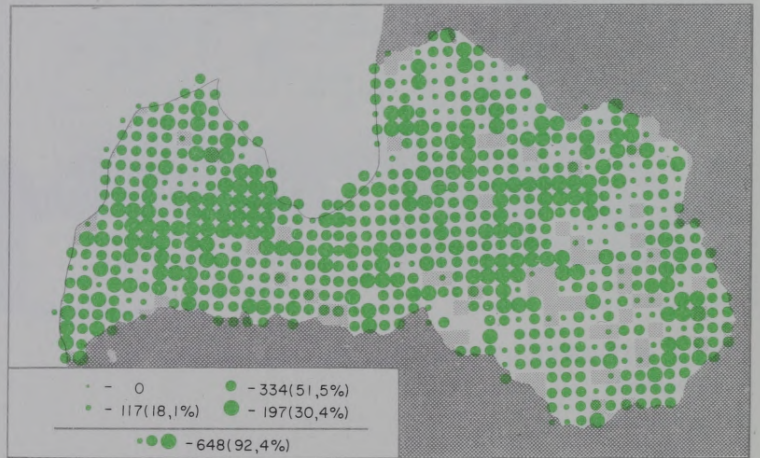 - 0 - 334(51,5%)
- 117(18,1%) - 197(30,4%)
- 648(92,4%)